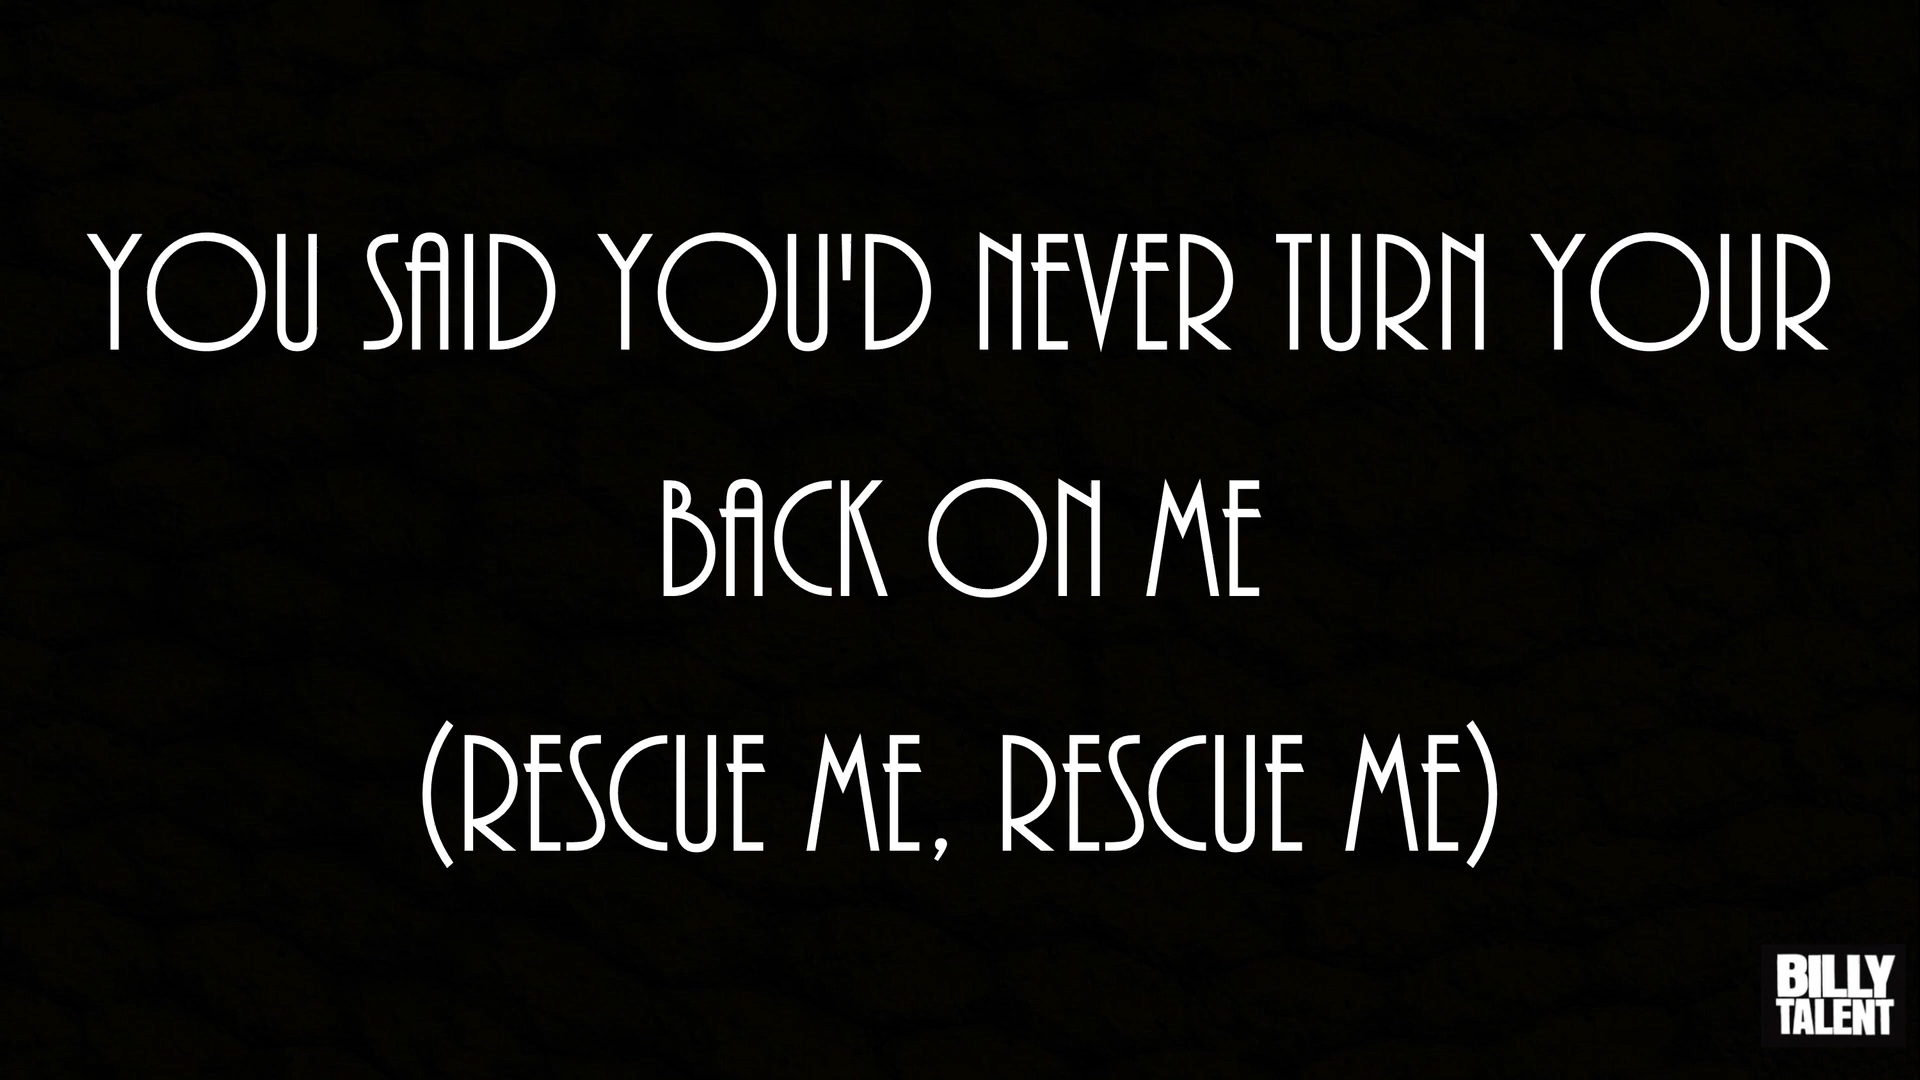 YOU SAID YOU'D NEVER TURN YOUR
BACK ON ME
(RESCUE ME, RESCUE ME)
BILLY
TALENT